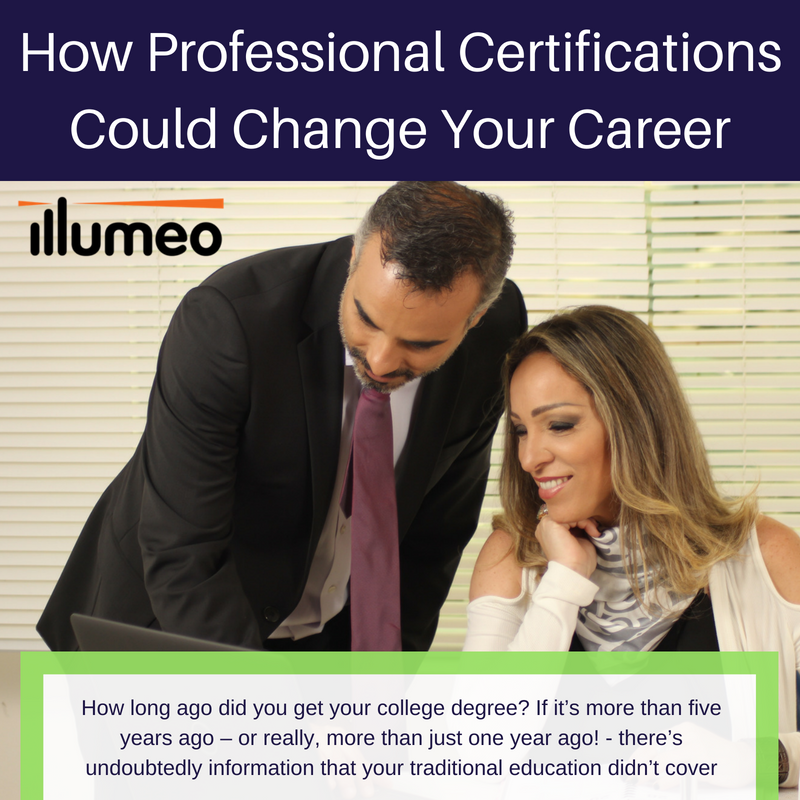 How Professional Certifications
Could Change Your Career
illumeo
How long ago did you get your college degree? If it’s more than five
years ago – or really, more than just one year ago! - there’s
undoubtedly information that your traditional education didn’t cover